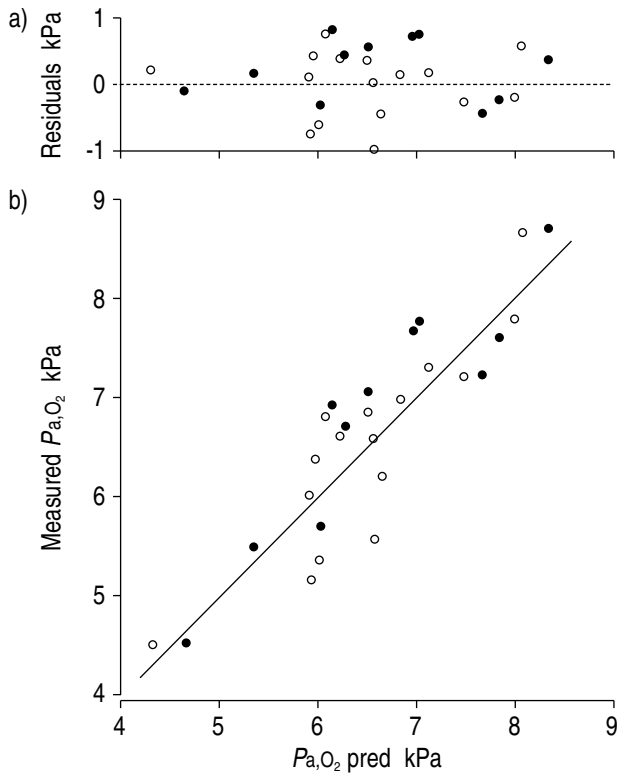 a)
Residuals kPa
1
0
-1
b)
Measured Pa,O₂ kPa
9
8
7
6
5
4
4 5 6 7 8 9
Pa,O₂ pred kPa